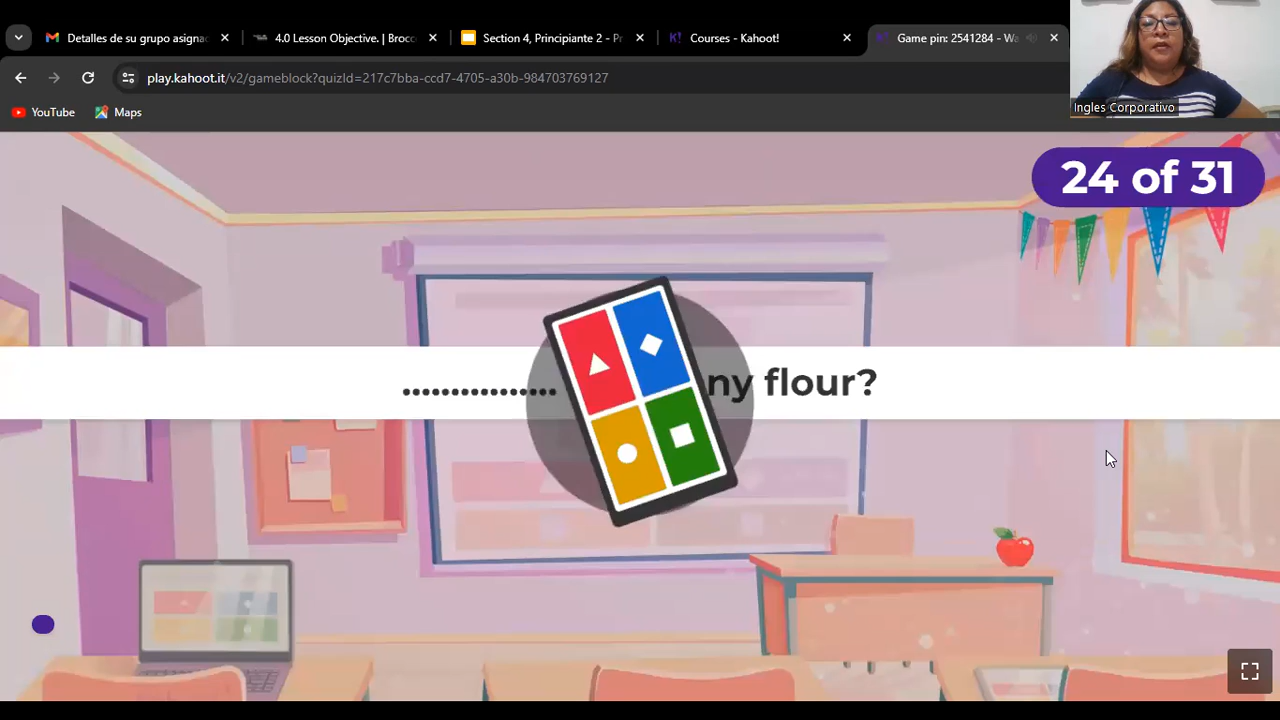 Detalles de su grupo asigna
4.0 Lesson Objective. | Brocc
Section 4, Principiante 2 - Pr
Courses - Kahoot!
Game pin: 2541284 - Wa
play.kahoot.it/v2/gameblock?quizId=217c7bba-ccd7-4705-a30b-984703769127
YouTube
Maps
Ingles Corporativo
24 of 31
................ ny flour?